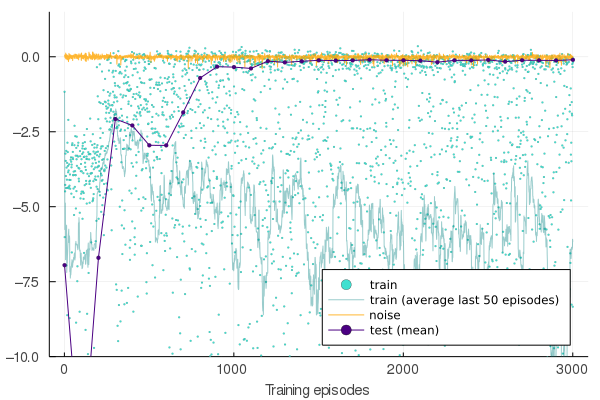 0.0
−2.5
−5.0
−7.5
−10.0
0
1000
2000
3000
Training episodes
train
train (average last 50 episodes)
noise
test (mean)